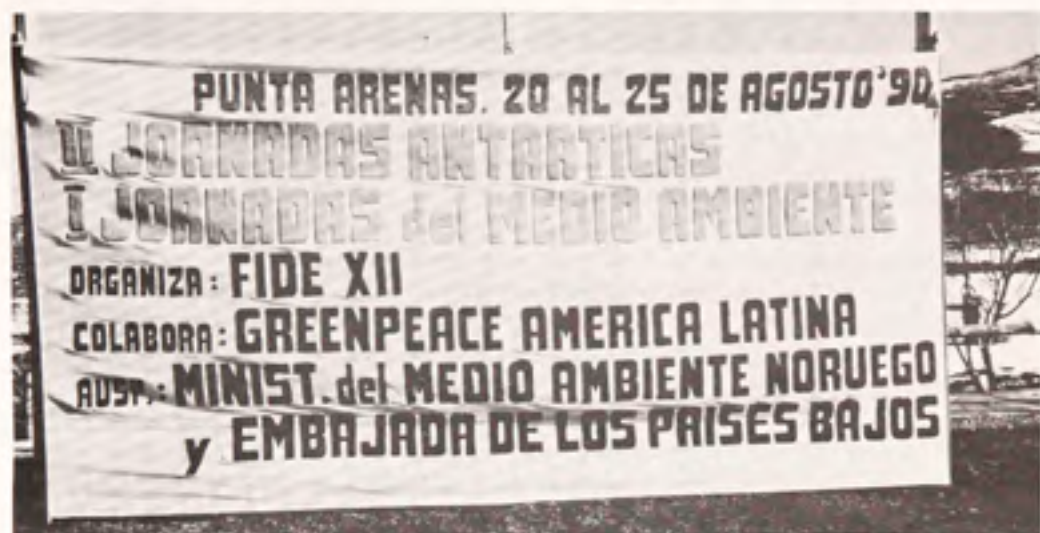 PUNTA ARENAS. 20 AL 25 DE AGOSTO '90
II JORNADAS ANTARTICAS
I JORNADAS del MEDIO AMBIENTE
ORGANIZA: FIDE XII
COLABORA: GREENPEACE AMERICA LATINA
AUSP.: MINIST. del MEDIO AMBIENTE NORUEGO
y EMBAJADA DE LOS PAISES BAJOS